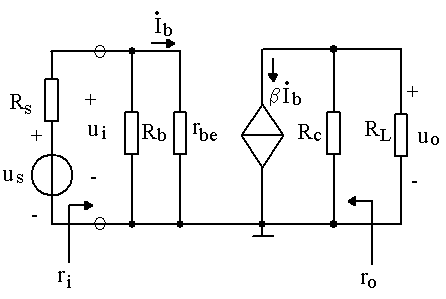 İb
Rs
+
+
ui
Rb
rbe
βİb
Rc
RL
+
uo
us
-
-
-
ri
ro